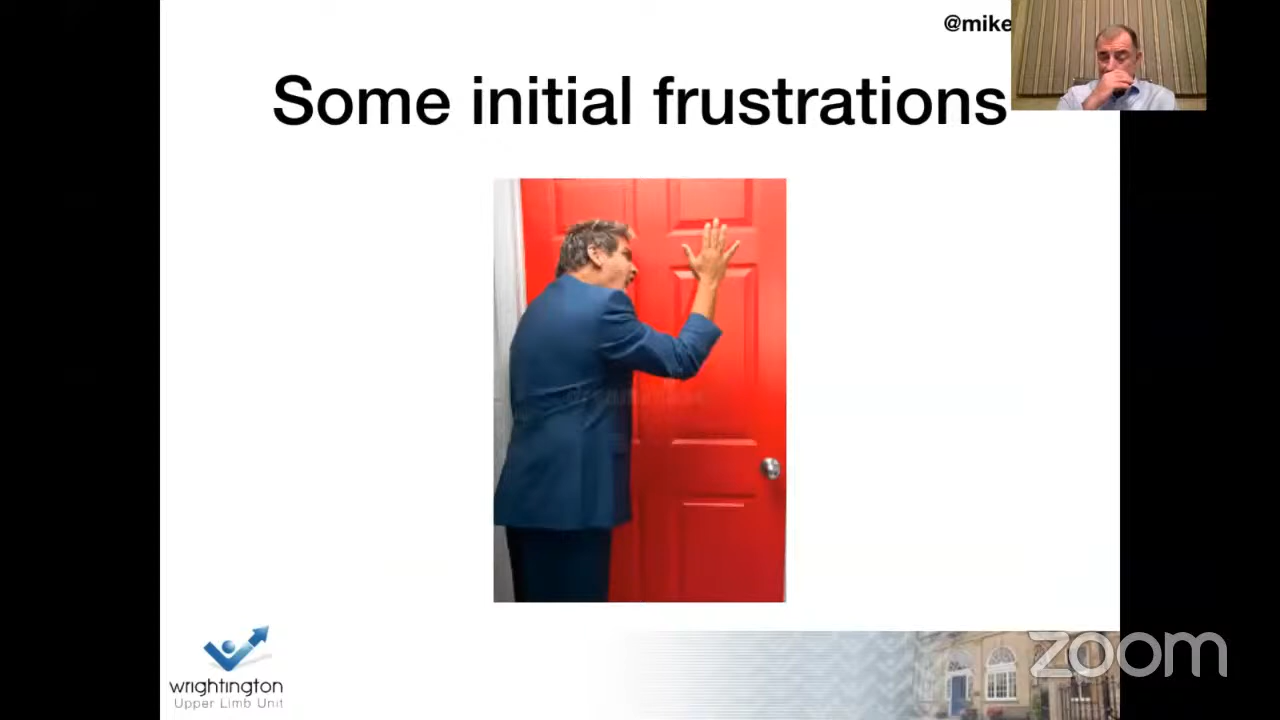 @mike
Some initial frustrations
wrightington
Upper Limb Unit
zoom